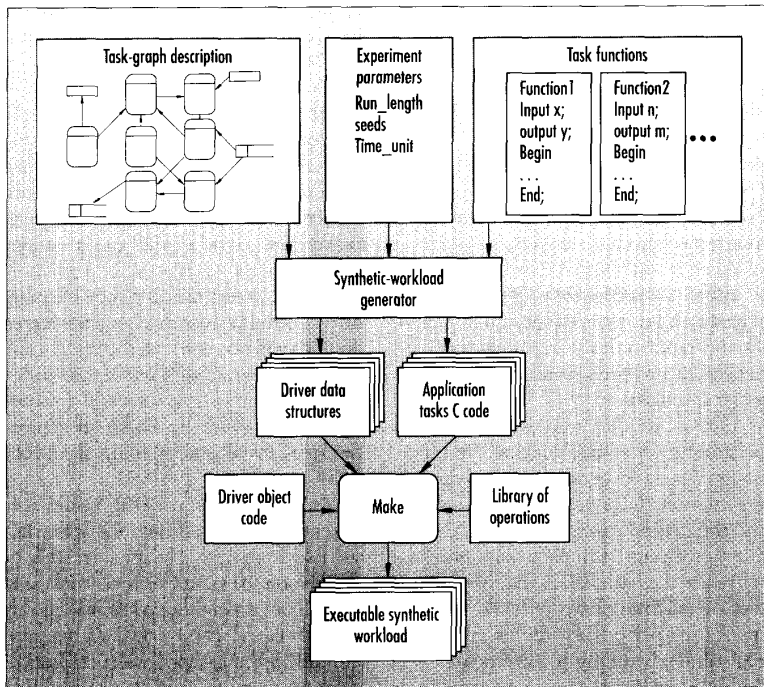 Task-graph description
Experiment
parameters
Run_length
seeds
Time_unit
Task functions
Function1
Input x;
output y;
Begin
. . .
End;
Function2
Input n;
output m;
Begin
. . .
End;
•••
Synthetic-workload
generator
Driver data
structures
Application
tasks C code
Driver object
code
Make
Library of
operations
Executable synthetic
workload